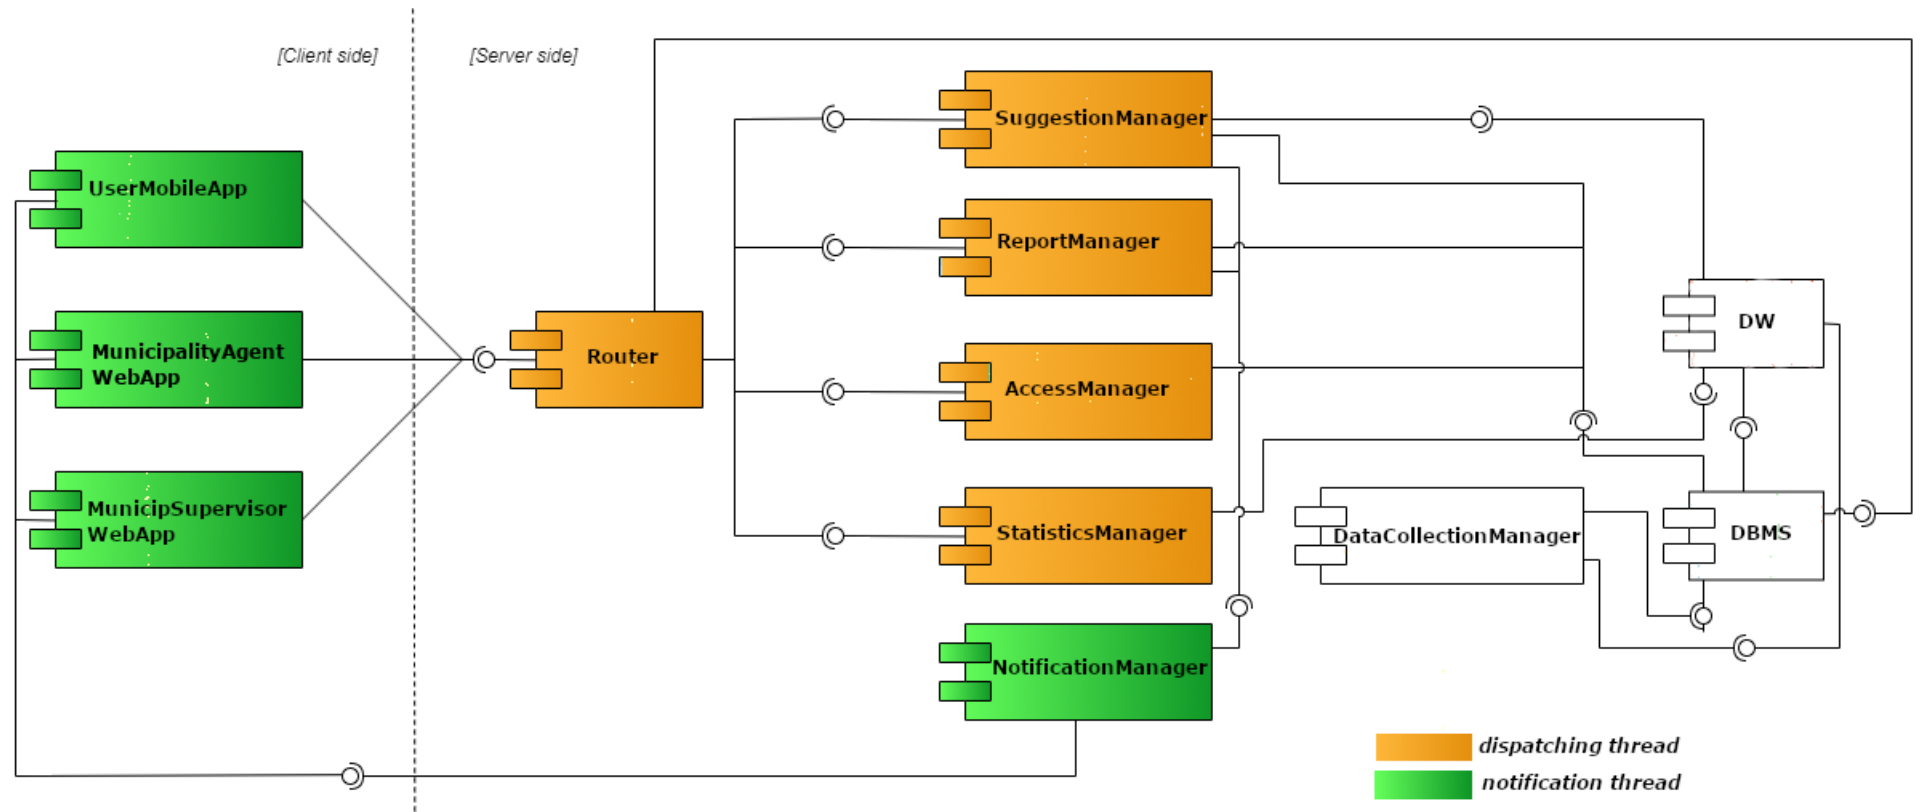 [Client side]
[Server side]
SuggestionManager
UserMobileApp
ReportManager
MunicipalityAgent
WebApp
Router
DW
AccessManager
MunicipSupervisor
WebApp
StatisticsManager
DataCollectionManager
DBMS
NotificationManager
dispatching thread
notification thread